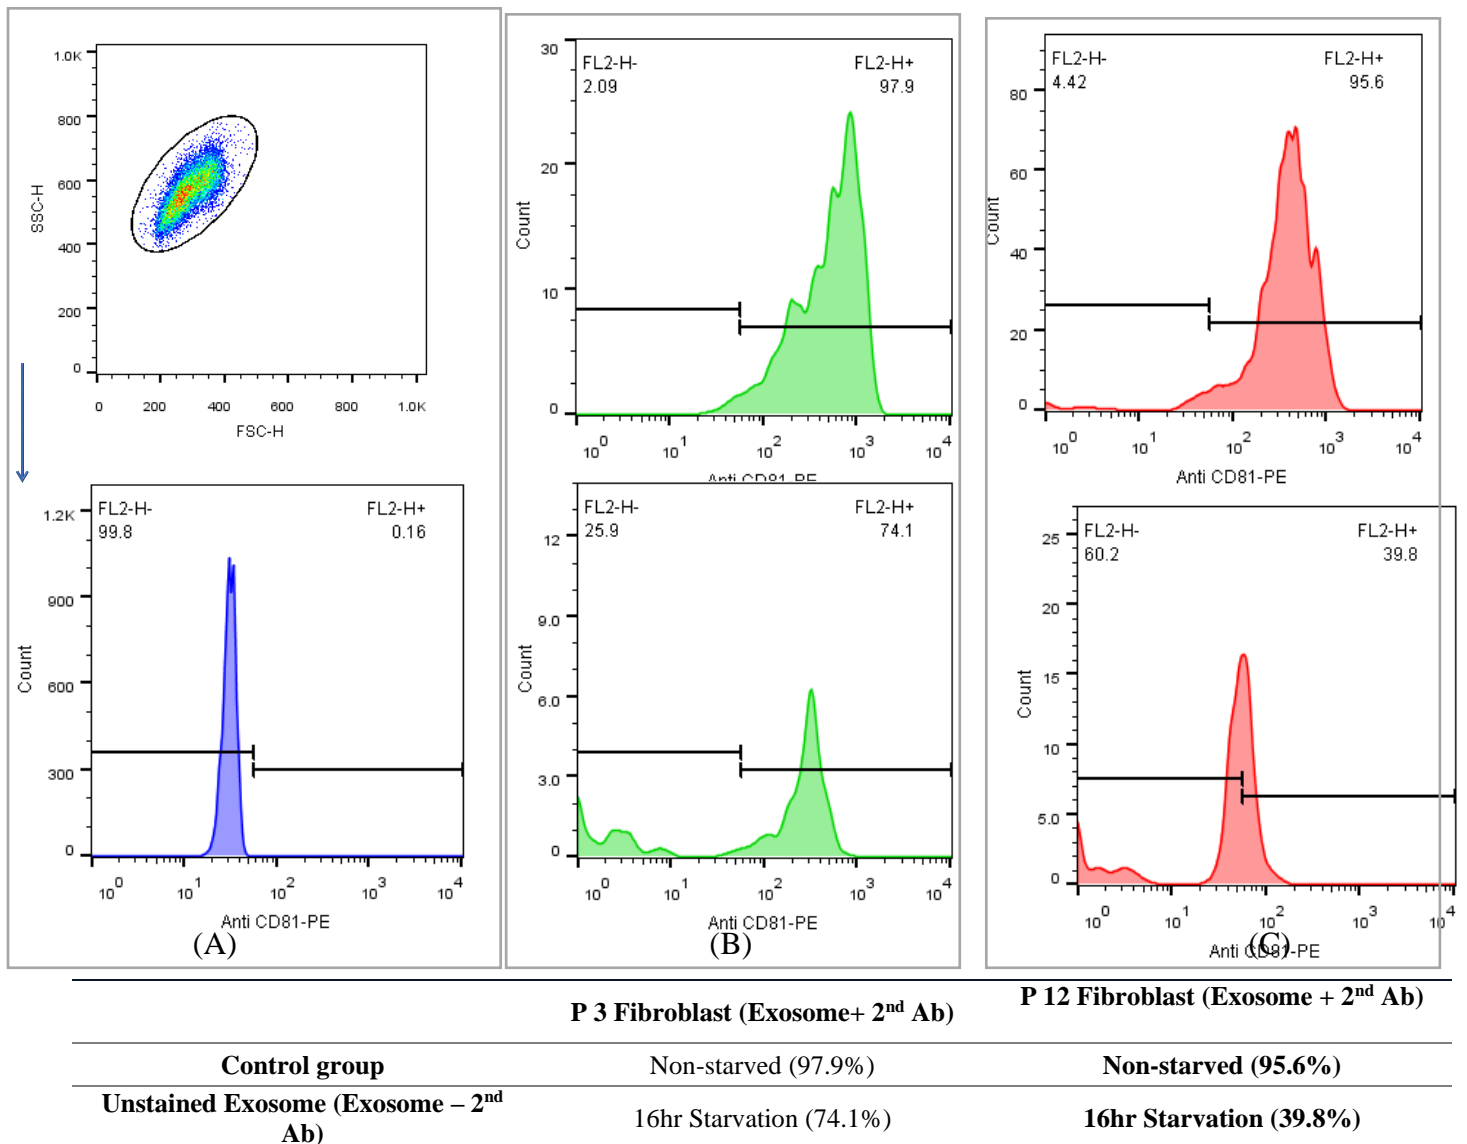 1.0K
800
600
400
200
0
SSC-H
0 200 400 600 800 1.0K
FSC-H
FL2-H-
99.8
FL2-H+
0.16
1.2K
900
600
300
0
Count
10^0 10^1 10^2 10^3 10^4
Anti CD81-PE
(A)
FL2-H-
2.09
FL2-H+
97.9
30
20
10
0
Count
10^0 10^1 10^2 10^3 10^4
Anti CD81-PE
FL2-H-
25.9
FL2-H+
74.1
12
9.0
6.0
3.0
0
Count
10^0 10^1 10^2 10^3 10^4
Anti CD81-PE
(B)
FL2-H-
4.42
FL2-H+
95.6
80
60
40
20
0
Count
10^0 10^1 10^2 10^3 10^4
Anti CD81-PE
FL2-H-
60.2
FL2-H+
39.8
25
20
15
10
5.0
0
Count
10^0 10^1 10^2 10^3 10^4
Anti CD81-PE
(C)
P 3 Fibroblast (Exosome+ 2nd Ab) P 12 Fibroblast (Exosome + 2nd Ab)
Control group Non-starved (97.9%) Non-starved (95.6%)
Unstained Exosome (Exosome – 2nd
Ab) 16hr Starvation (74.1%) 16hr Starvation (39.8%)